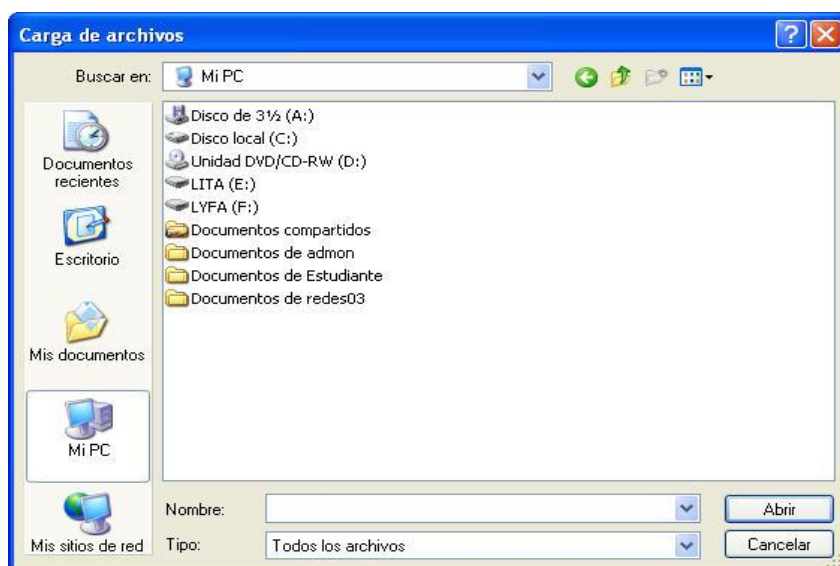 Carga de archivos
Buscar en: Mi PC
Documentos recientes
Escritorio
Mis documentos
Mi PC
Mis sitios de red
Disco de 3½ (A:)
Disco local (C:)
Unidad DVD/CD-RW (D:)
LITA (E:)
LYFA (F:)
Documentos compartidos
Documentos de admon
Documentos de Estudiante
Documentos de redes03
Nombre:
Abrir
Tipo: Todos los archivos
Cancelar